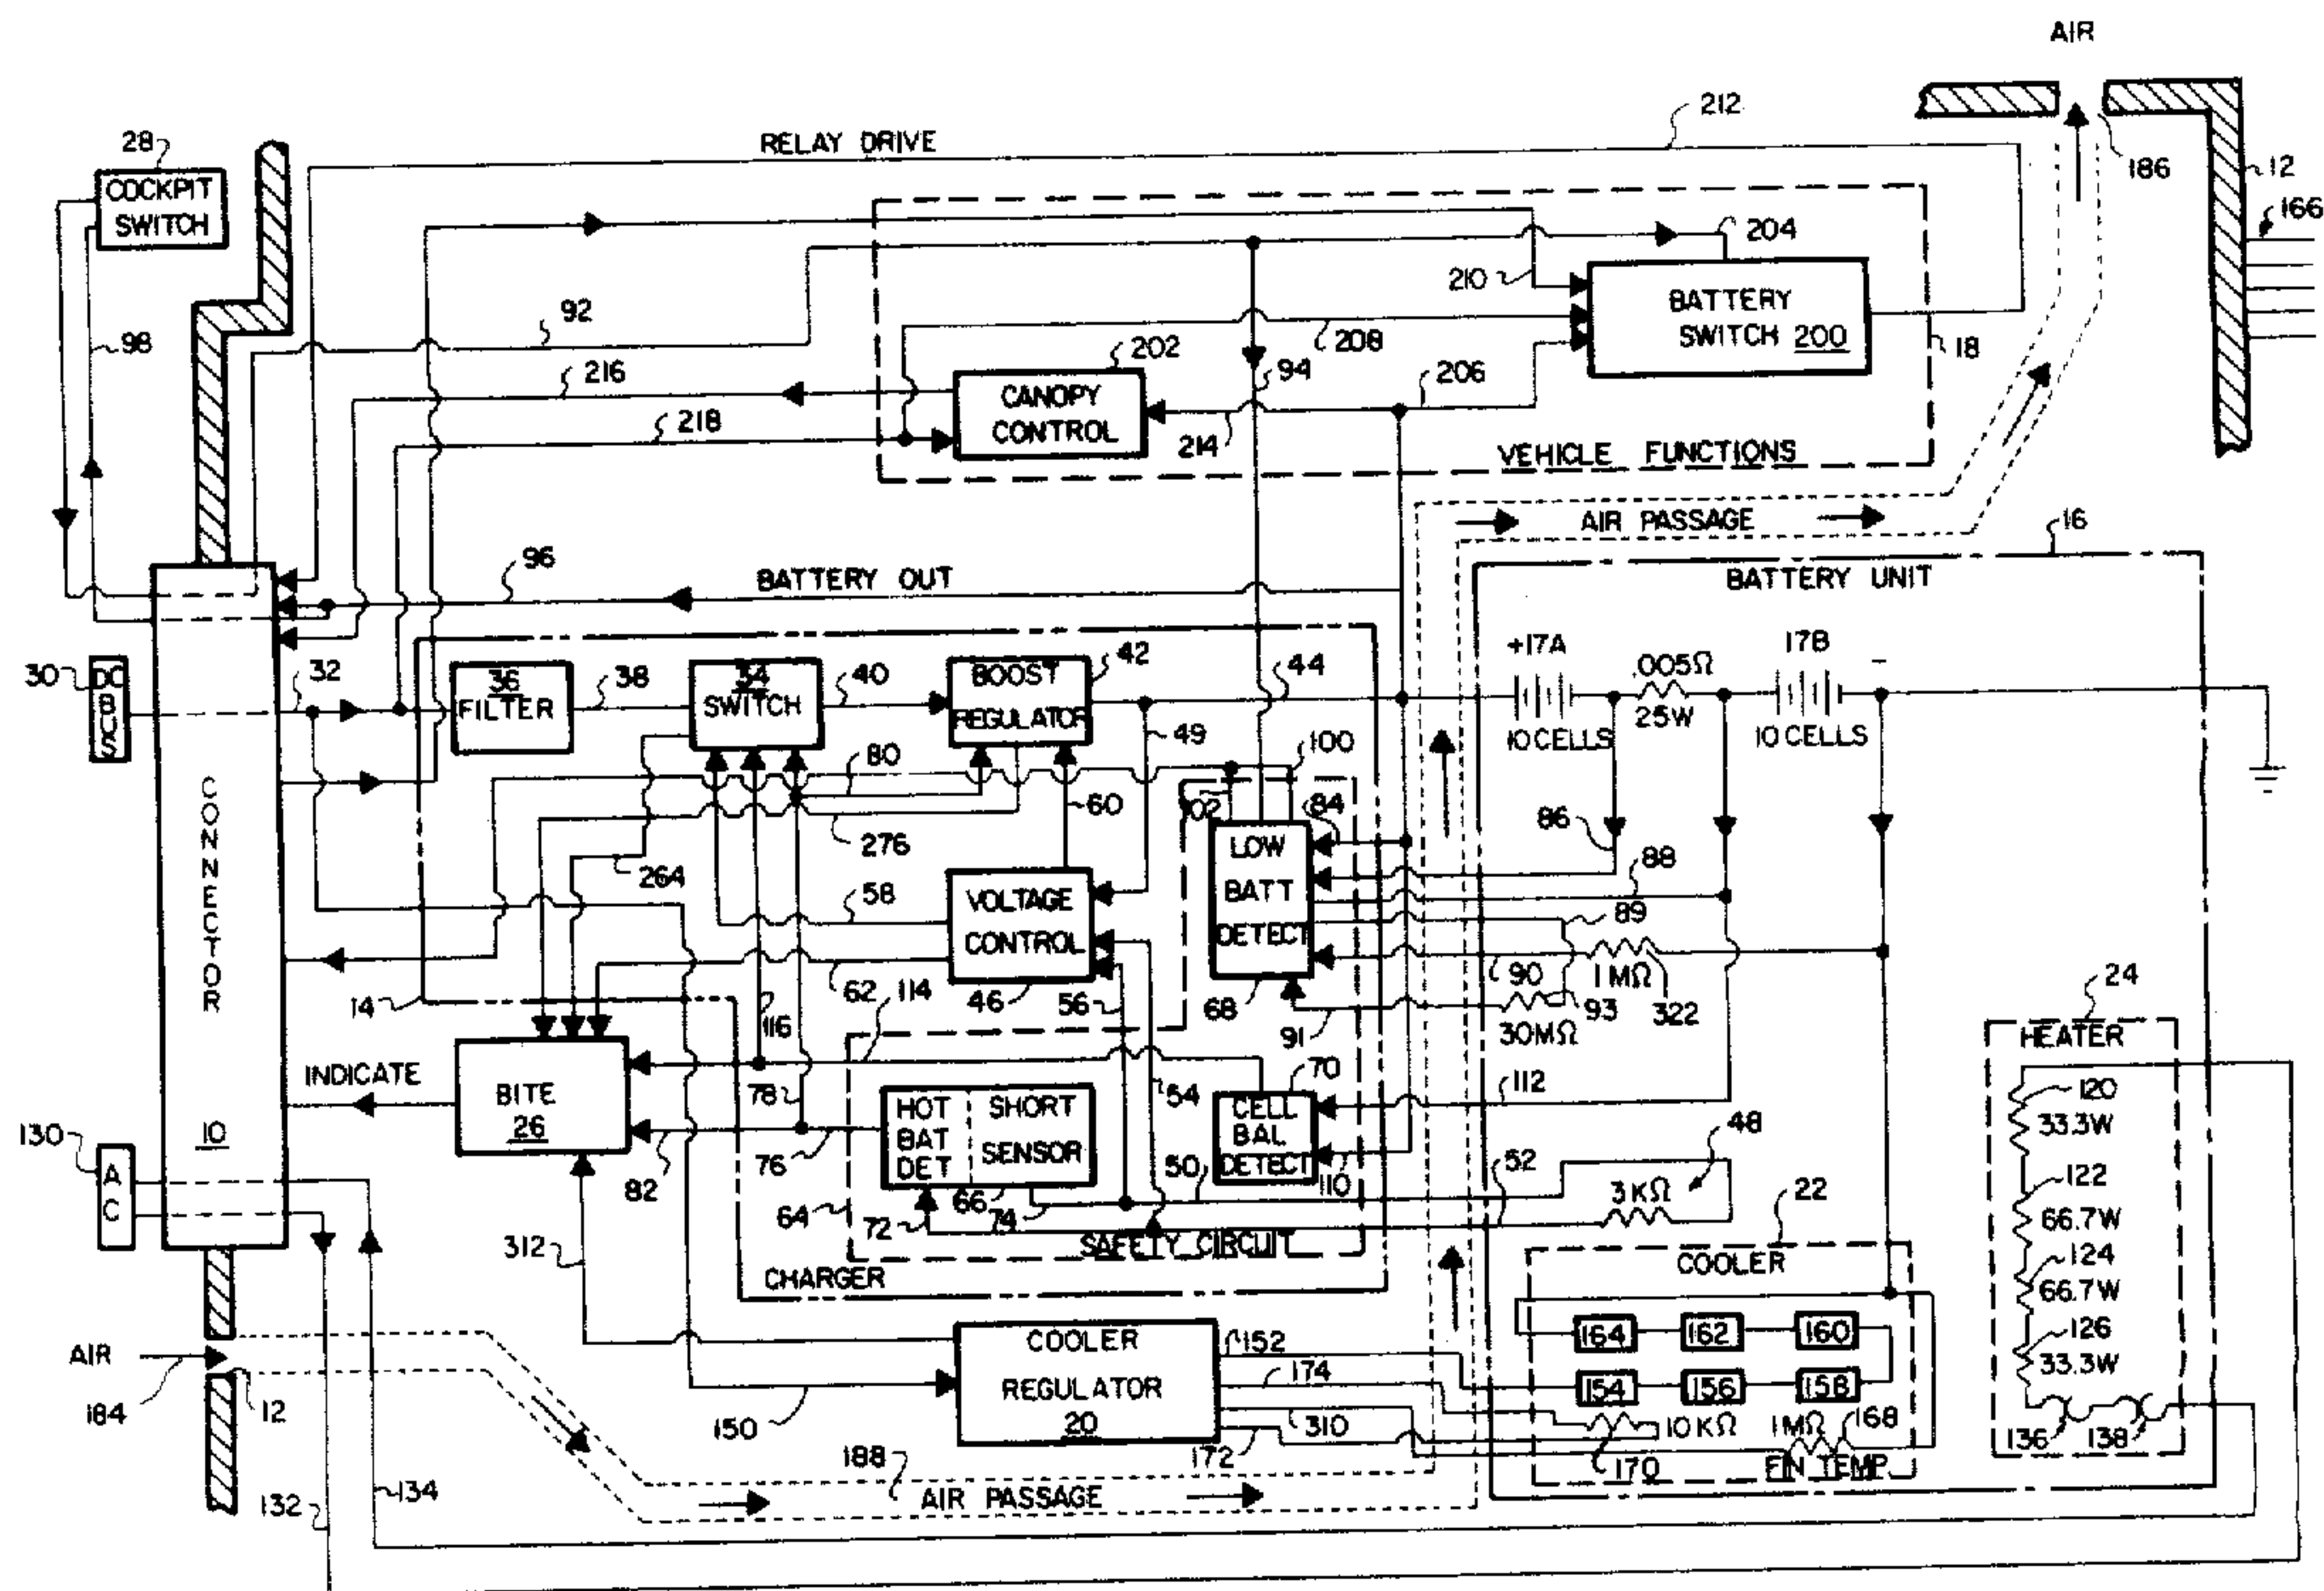 AIR
212
RELAY DRIVE
28
COCKPIT
SWITCH
186
12
166
204
210
BATTERY
SWITCH 200
92
98
208
18
202
94
206
216
CANOPY
CONTROL
218
214
VEHICLE FUNCTIONS
AIR PASSAGE
16
96
BATTERY OUT
BATTERY UNIT
+17A
17B
−
30
DC
BUS
32
36
FILTER
38
34
SWITCH
40
BOOST
REGULATOR
42
44
.005Ω
25W
10 CELLS
10 CELLS
49
100
80
102
84
60
86
276
LOW
BATT
DETECT
88
264
58
VOLTAGE
CONTROL
89
CONNECTOR
10
90
1MΩ
322
24
14
62
114
46
56
68
93
116
91
30MΩ
HEATER
INDICATE
BITE
26
78
70
54
112
120
33.3W
130
AC
HOT
BAT
DET
SHORT
SENSOR
CELL
BAL
DETECT
48
76
82
50
52
110
122
66.7W
66
3KΩ
22
64
72
74
SAFETY CIRCUIT
124
66.7W
312
CHARGER
COOLER
AIR
COOLER
REGULATOR
20
152
164
162
160
126
33.3W
174
154
156
158
184
12
150
310
10KΩ
1MΩ
168
172
136
138
188
170
FIN TEMP
134
AIR PASSAGE
132